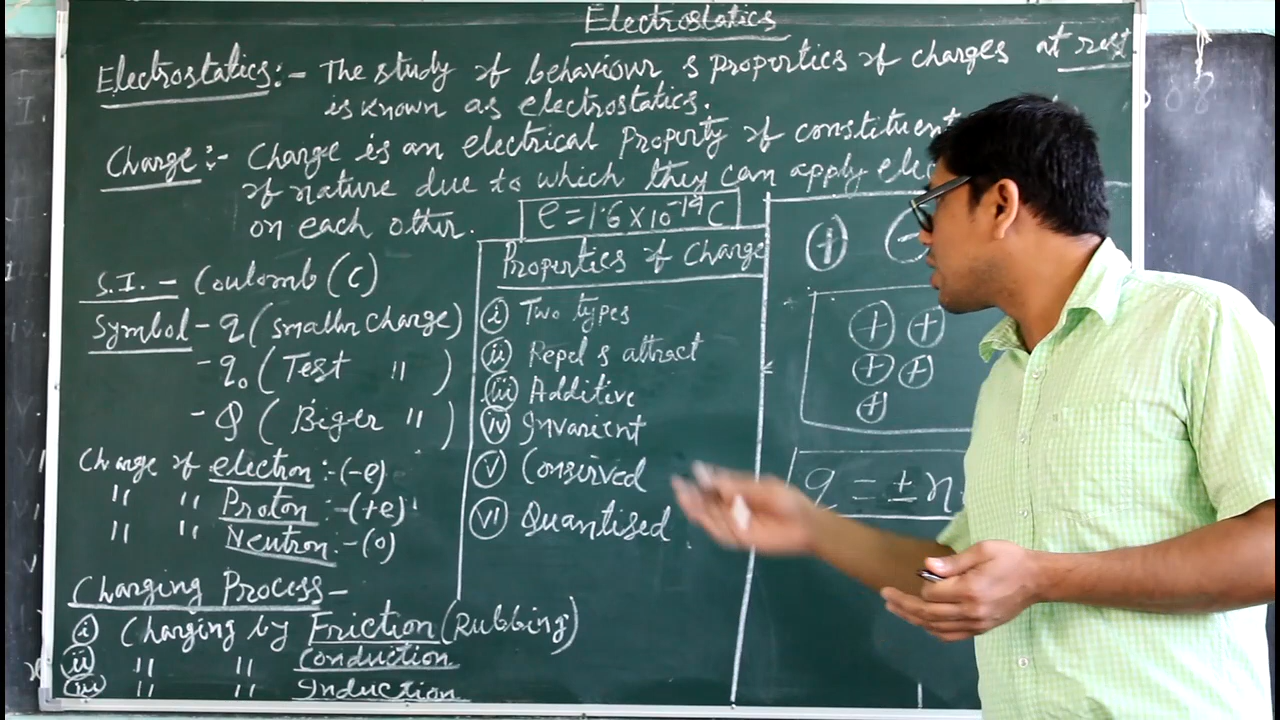 Electrostatics
Electrostatics:- The study of behaviour & properties of charges at rest
is known as electrostatics.
Charge:- Charge is an electrical Property of constituent
of nature due to which they can apply elec
on each other.
e=1.6×10⁻¹⁹C
S.I. - Coulomb (C)
Symbol - q (smaller charge)
- q₀ (Test " )
- Q (Biger " )
Charge of electron:-(-e)
" " Proton:-(+e)
" " Neutron:-(0)
Charging Process-
(i) Charging by Friction (Rubbing)
(ii) " " Conduction
(iii) " " Induction
Properties of Charge
(i) Two types
(ii) Repel & attract
(iii) Additive
(iv) Invarient
(v) Conserved
(vi) Quantised
+ -
+ +
+ +
+
q = ±n
88